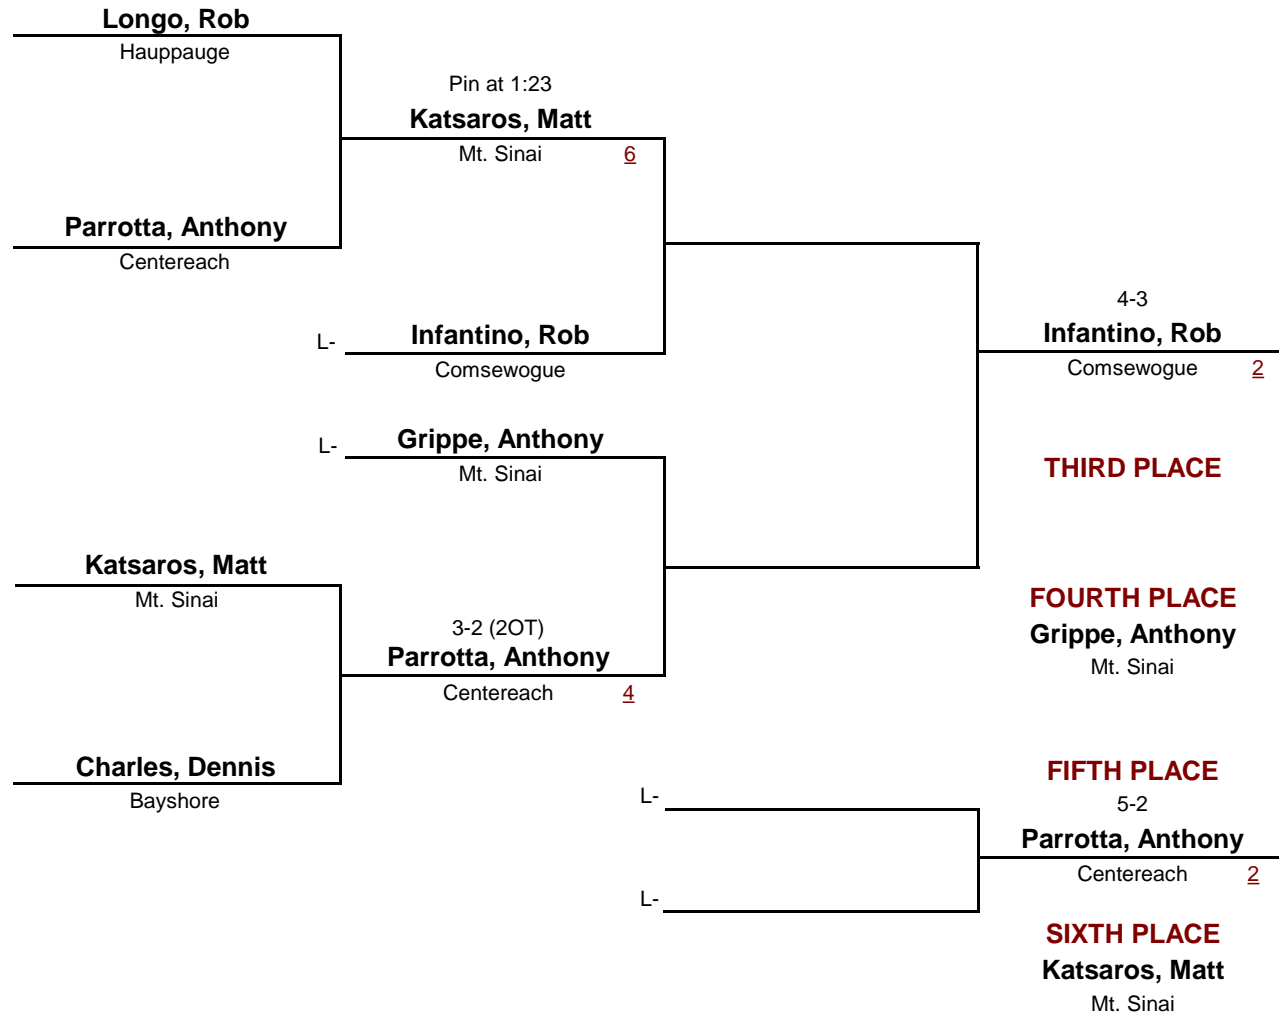 Longo, Rob
Hauppauge
Pin at 1:23
Katsaros, Matt
Mt. Sinai 6
Parrotta, Anthony
Centereach
4-3
L- Infantino, Rob
Comsewogue
Infantino, Rob
Comsewogue 2
L- Grippe, Anthony
Mt. Sinai
THIRD PLACE
Katsaros, Matt
Mt. Sinai
FOURTH PLACE
Grippe, Anthony
Mt. Sinai
3-2 (2OT)
Parrotta, Anthony
Centereach 4
Charles, Dennis
Bayshore
FIFTH PLACE
L-
5-2
Parrotta, Anthony
Centereach 2
L-
SIXTH PLACE
Katsaros, Matt
Mt. Sinai